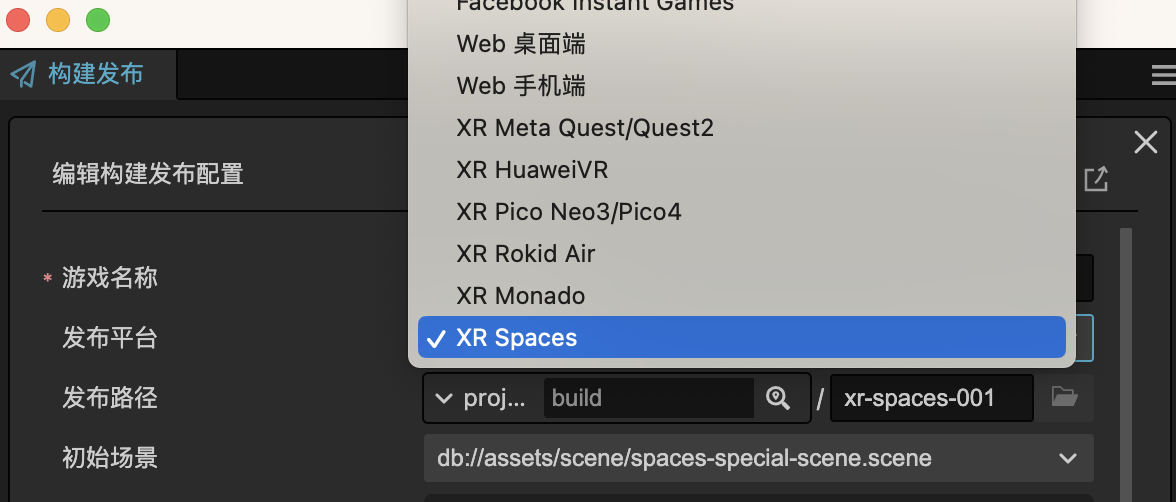 Facebook Instant Games
Web 桌面端
构建发布
Web 手机端
XR Meta Quest/Quest2
编辑构建发布配置
XR HuaweiVR
XR Pico Neo3/Pico4
XR Rokid Air
* 游戏名称
XR Monado
发布平台
✓ XR Spaces
发布路径
proj... build / xr-spaces-001
初始场景
db://assets/scene/spaces-special-scene.scene